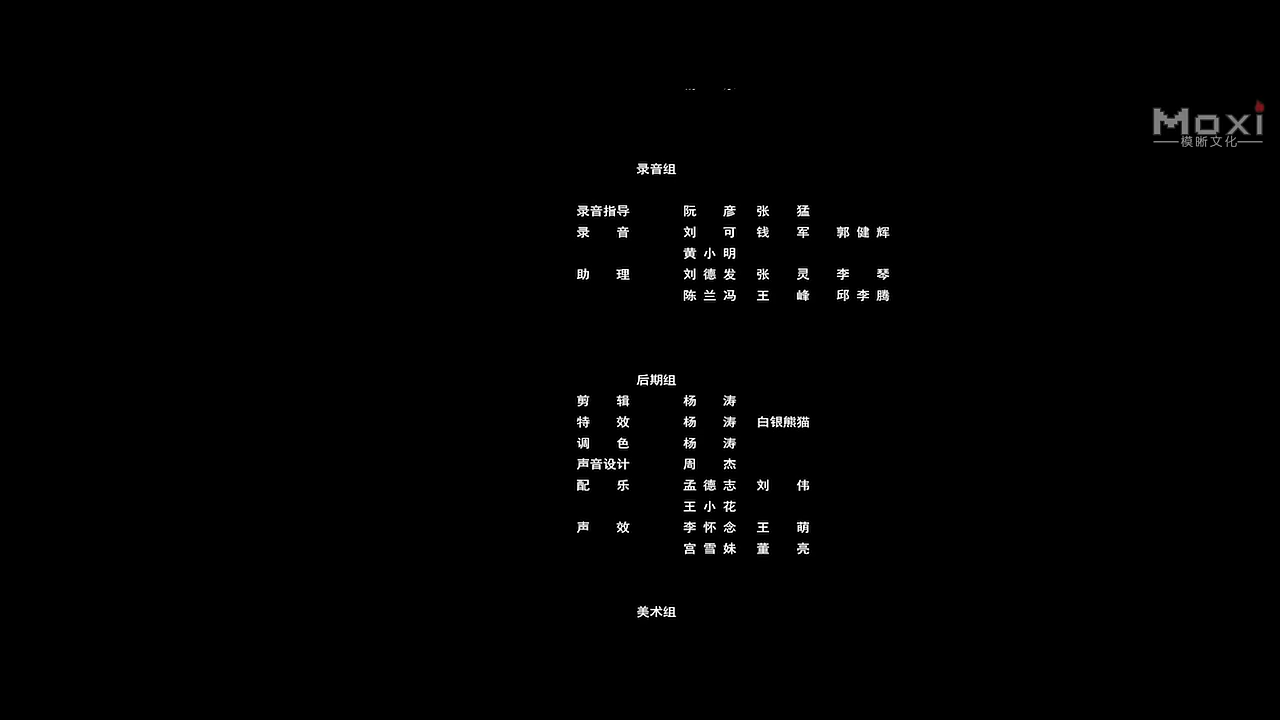 Moxi
模晰文化
录音组
录音指导 阮彦 张猛
录音 刘可 钱军 郭健辉
黄小明
助理 刘德发 张灵 李琴
陈兰冯 王峰 邱李腾
后期组
剪辑 杨涛
特效 杨涛 白银熊猫
调色 杨涛
声音设计 周杰
配乐 孟德志 刘伟
王小花
声效 李怀念 王萌
宫雪妹 董亮
美术组